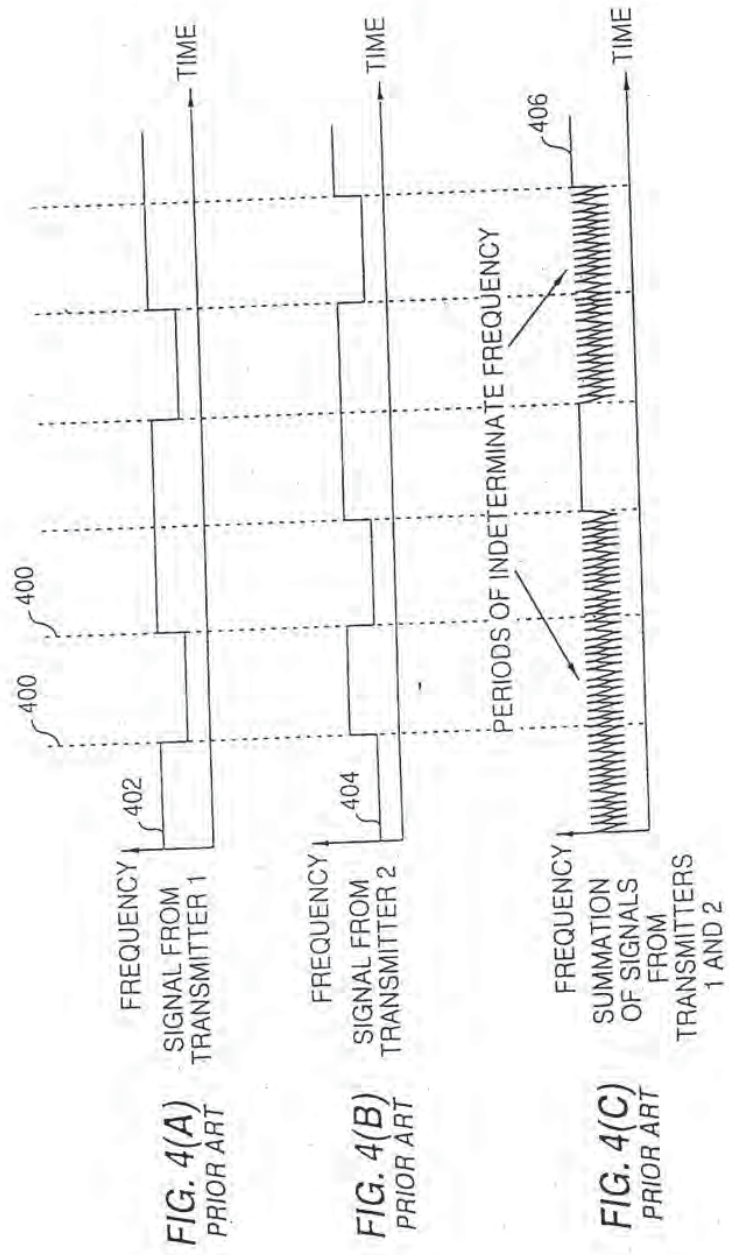 FIG. 4(A)
PRIOR ART
FREQUENCY
SIGNAL FROM
TRANSMITTER 1
402
400
400
TIME
FIG. 4(B)
PRIOR ART
FREQUENCY
SIGNAL FROM
TRANSMITTER 2
404
TIME
FIG. 4(C)
PRIOR ART
FREQUENCY
SUMMATION
OF SIGNALS
FROM
TRANSMITTERS
1 AND 2
PERIODS OF INDETERMINATE FREQUENCY
406
TIME